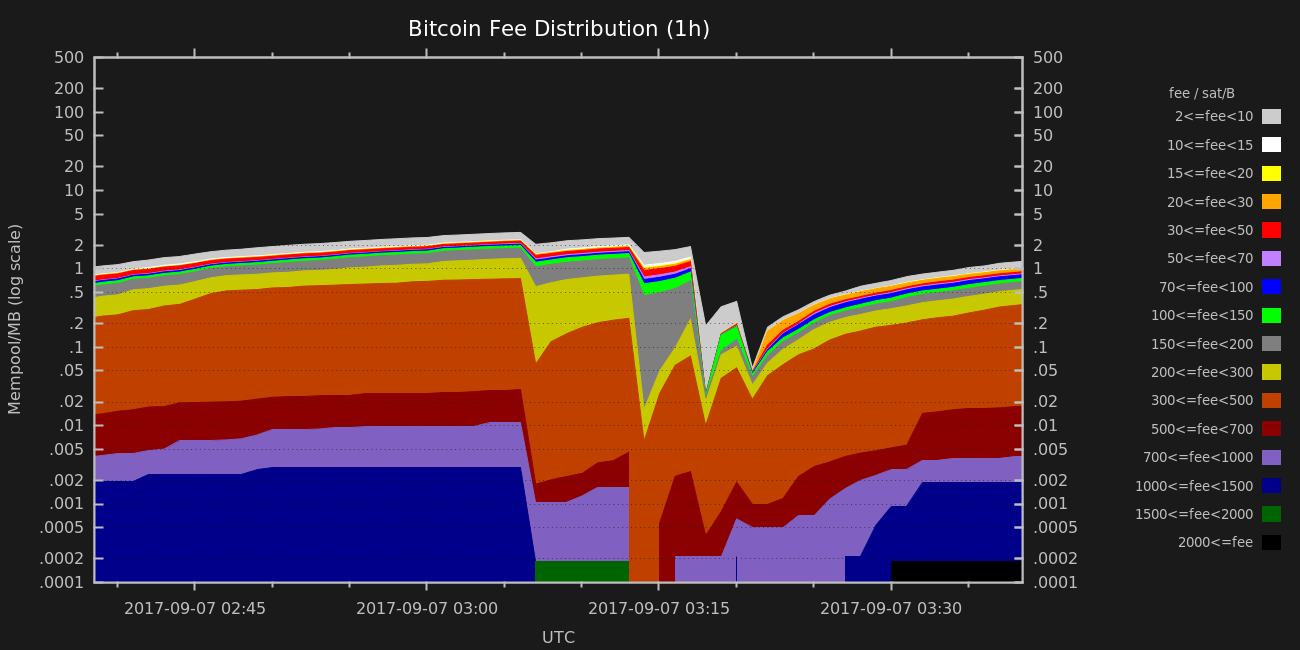 Bitcoin Fee Distribution (1h)
Mempool/MB (log scale)
500
200
100
50
20
10
5
2
1
.5
.2
.1
.05
.02
.01
.005
.002
.001
.0005
.0002
.0001
500
200
100
50
20
10
5
2
1
.5
.2
.1
.05
.02
.01
.005
.002
.001
.0005
.0002
.0001
2017-09-07 02:45
2017-09-07 03:00
2017-09-07 03:15
2017-09-07 03:30
UTC
fee / sat/B
2<=fee<10
10<=fee<15
15<=fee<20
20<=fee<30
30<=fee<50
50<=fee<70
70<=fee<100
100<=fee<150
150<=fee<200
200<=fee<300
300<=fee<500
500<=fee<700
700<=fee<1000
1000<=fee<1500
1500<=fee<2000
2000<=fee